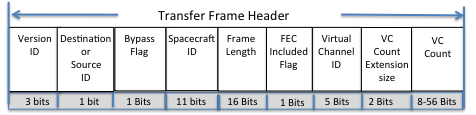 Transfer Frame Header
Version
ID
Destination
or
Source
ID
Bypass
Flag
Spacecraft
ID
Frame
Length
FEC
Included
Flag
Virtual
Channel
ID
VC
Count
Extension
size
VC
Count
3 bits
1 bit
1 Bits
11 bits
16 Bits
1 Bits
5 Bits
2 Bits
8-56 Bits